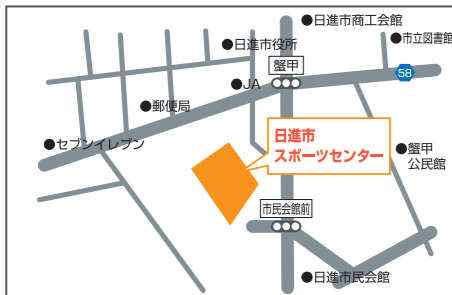 ●日進市商工会館
●日進市役所
●市立図書館
蟹甲
58
●JA
●郵便局
●セブンイレブン
日進市
スポーツセンター
●蟹甲
公民館
市民会館前
●日進市民会館